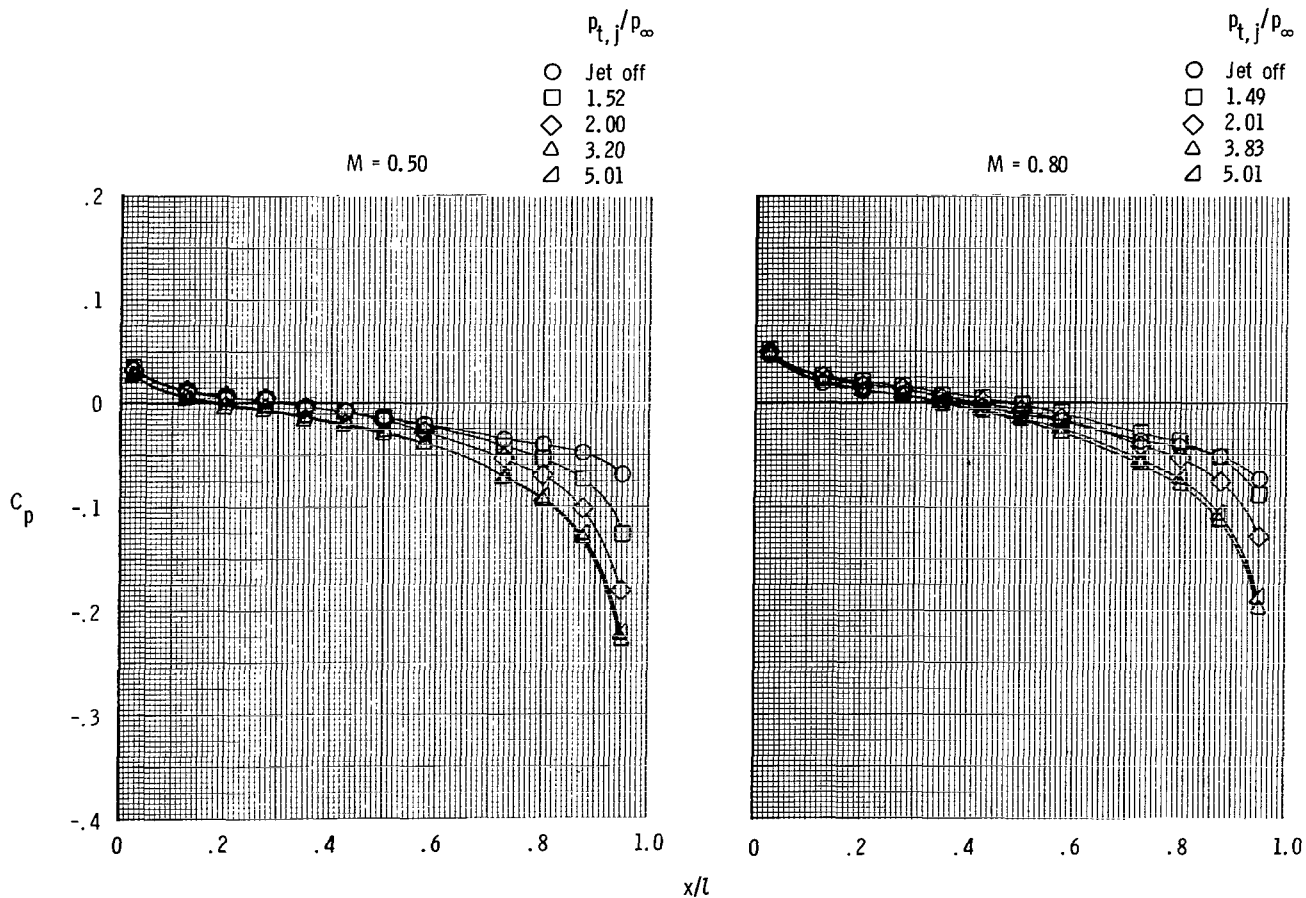 p_t,j/p_∞
Jet off
1.52
2.00
3.20
5.01
M = 0.50
p_t,j/p_∞
Jet off
1.49
2.01
3.83
5.01
M = 0.80
.2
.1
0
-.1
-.2
-.3
-.4
C_p
0 .2 .4 .6 .8 1.0
0 .2 .4 .6 .8 1.0
x/l